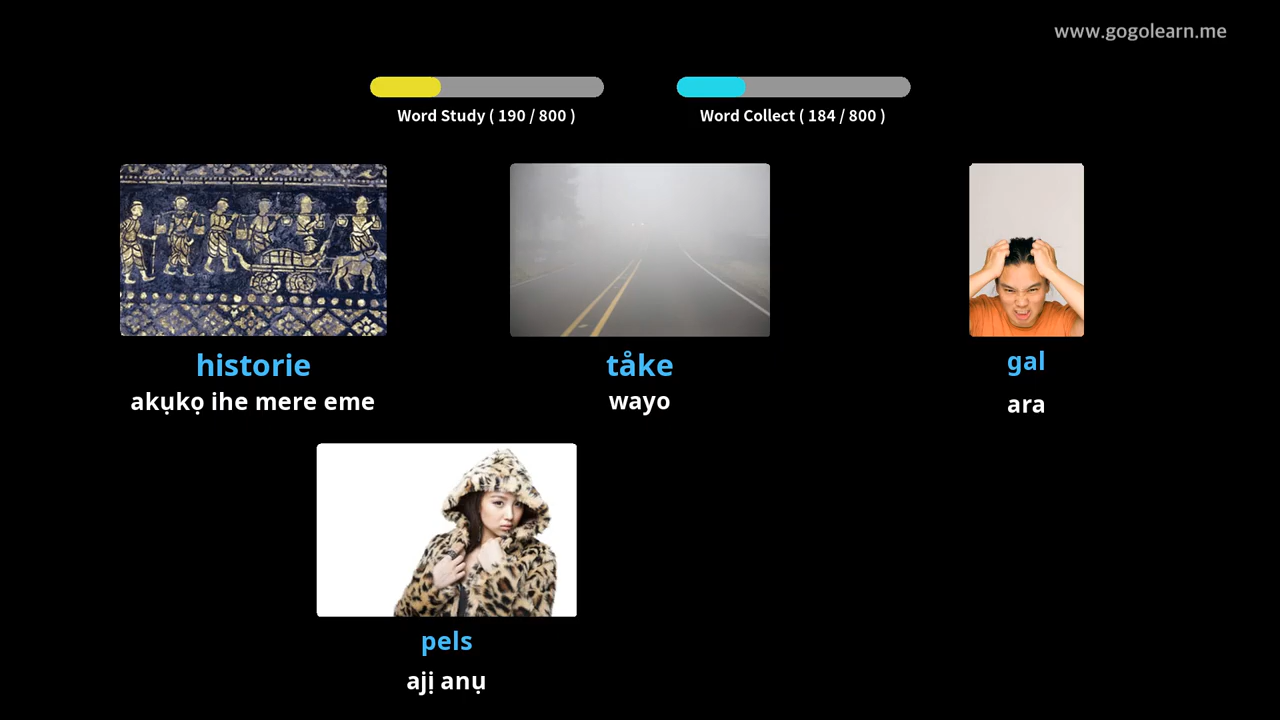 www.gogolearn.me
Word Study ( 190 / 800 )
Word Collect ( 184 / 800 )
historie
akụkọ ihe mere eme
tåke
wayo
gal
ara
pels
ajị anụ